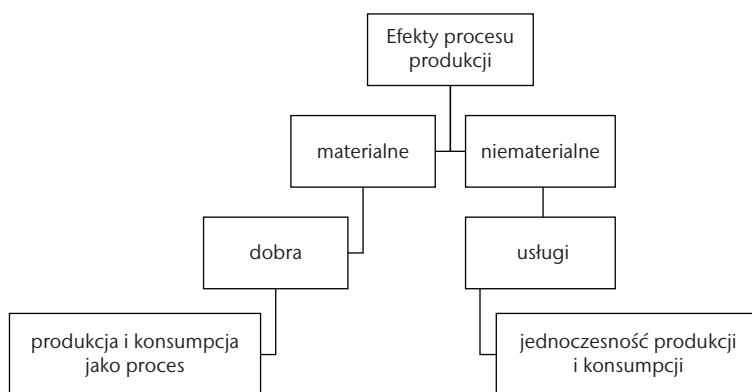 Efekty procesu
produkcji
materialne
niematerialne
dobra
usługi
produkcja i konsumpcja
jako proces
jednoczesność produkcji
i konsumpcji